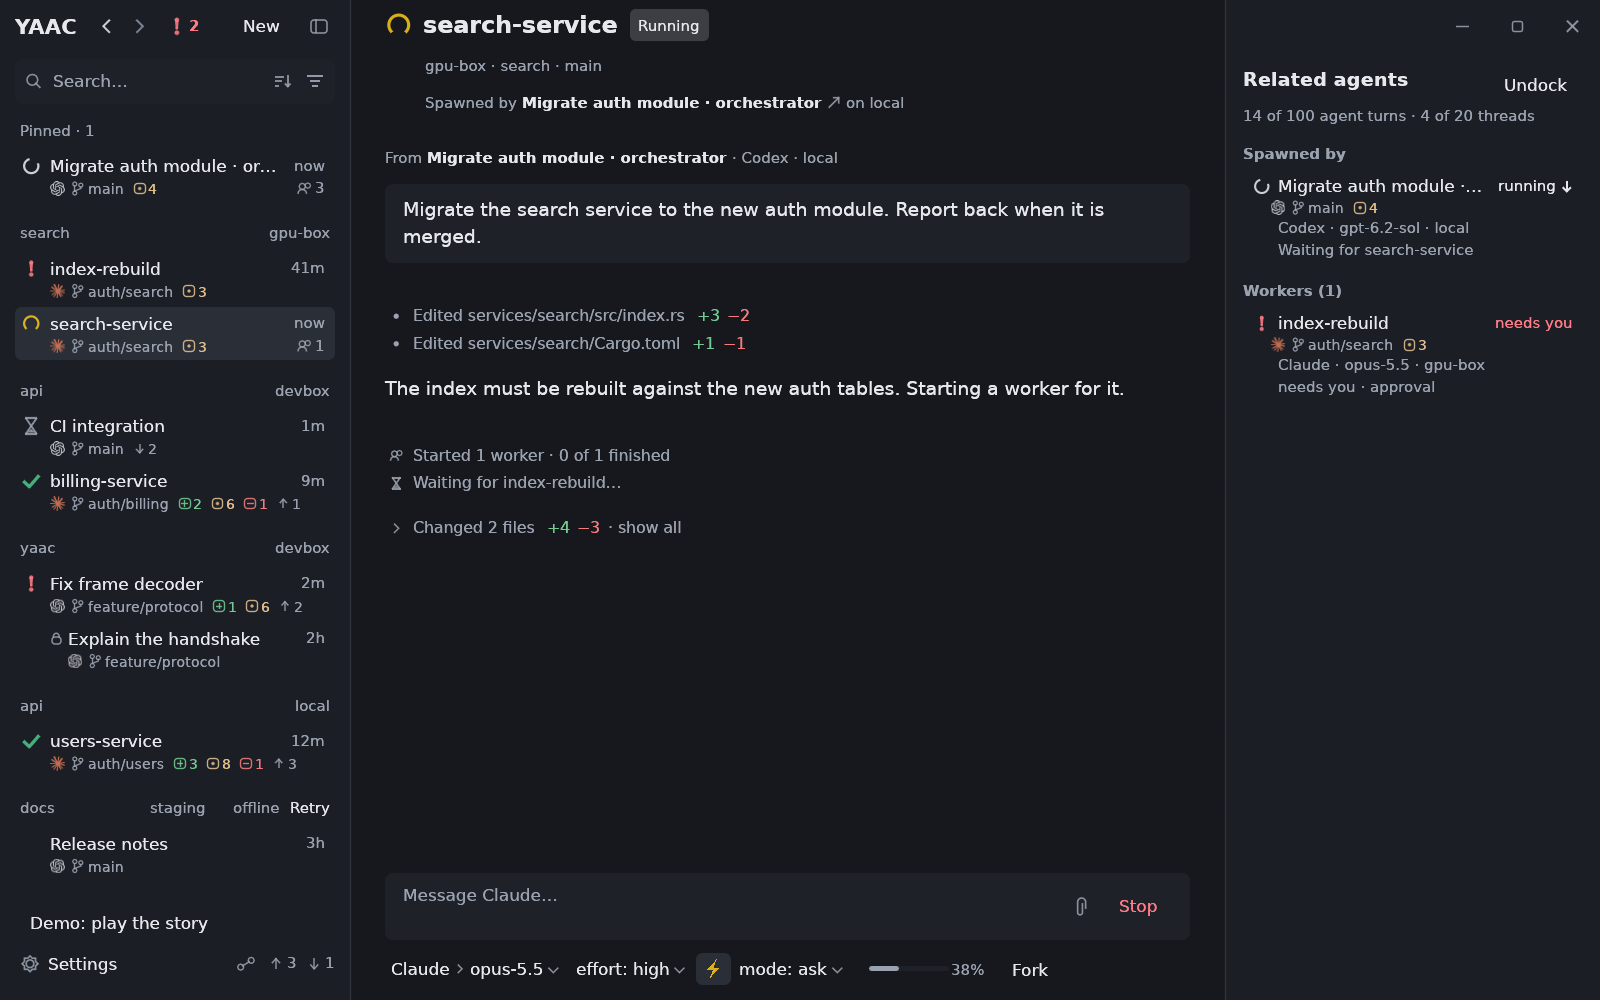 YAAC 2 New
Search...
Pinned · 1
Migrate auth module · or... now
main 4 3
search gpu-box
index-rebuild 41m
auth/search 3
search-service now
auth/search 3 1
api devbox
CI integration 1m
main ↓2
billing-service 9m
auth/billing 2 6 1 ↑1
yaac devbox
Fix frame decoder 2m
feature/protocol 1 6 ↑2
Explain the handshake 2h
feature/protocol
api local
users-service 12m
auth/users 3 8 1 ↑3
docs staging offline Retry
Release notes 3h
main
Demo: play the story
Settings ↑3 ↓1
search-service Running
gpu-box · search · main
Spawned by Migrate auth module · orchestrator ↗ on local
From Migrate auth module · orchestrator · Codex · local
Migrate the search service to the new auth module. Report back when it is
merged.
• Edited services/search/src/index.rs +3 −2
• Edited services/search/Cargo.toml +1 −1
The index must be rebuilt against the new auth tables. Starting a worker for it.
Started 1 worker · 0 of 1 finished
Waiting for index-rebuild...
Changed 2 files +4 −3 · show all
Message Claude...
Stop
Claude › opus-5.5 effort: high mode: ask 38% Fork
Related agents Undock
14 of 100 agent turns · 4 of 20 threads
Spawned by
Migrate auth module ·... running ↓
main 4
Codex · gpt-6.2-sol · local
Waiting for search-service
Workers (1)
index-rebuild needs you
auth/search 3
Claude · opus-5.5 · gpu-box
needs you · approval